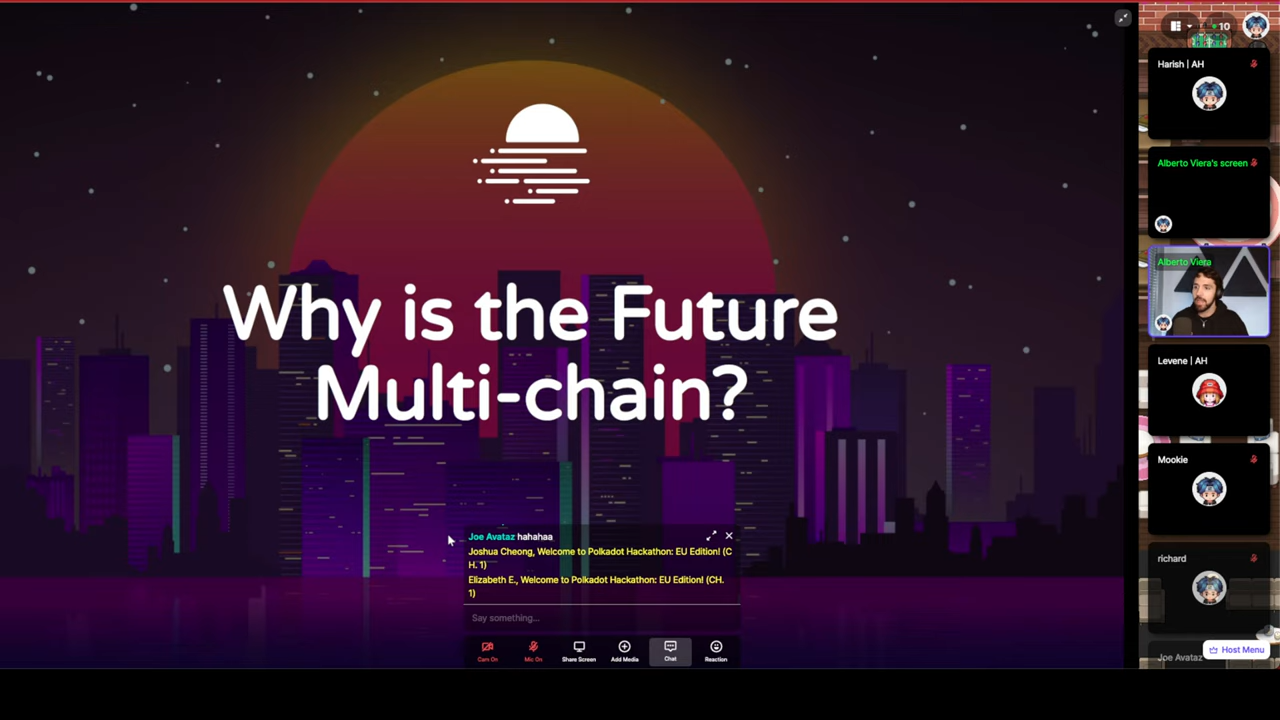 10
Harish | AH
Alberto Viera's screen
Alberto Viera
Levene | AH
Mookie
richard
Joe Avataz
Host Menu
Why is the Future
Multi-chain?
Joe Avataz hahahaa
Joshua Cheong, Welcome to Polkadot Hackathon: EU Edition! (C
H. 1)
Elizabeth E., Welcome to Polkadot Hackathon: EU Edition! (CH.
1)
Say something...
Cam On
Mic On
Share Screen
Add Media
Chat
Reaction